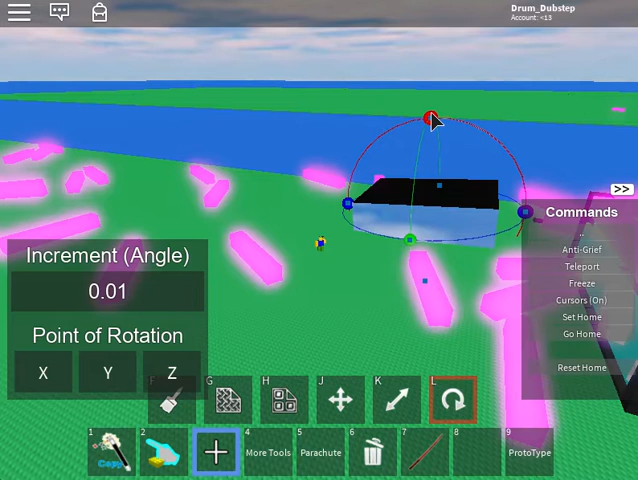 Drum_Dubstep
Account: <13
>>
Commands
..
Anti-Grief
Teleport
Freeze
Cursors (On)
Set Home
Go Home
Reset Home
Increment (Angle)
0.01
Point of Rotation
X Y Z
F G H J K L
1 2 3 4 5 6 7 8 9
Copy
More Tools
Parachute
ProtoType